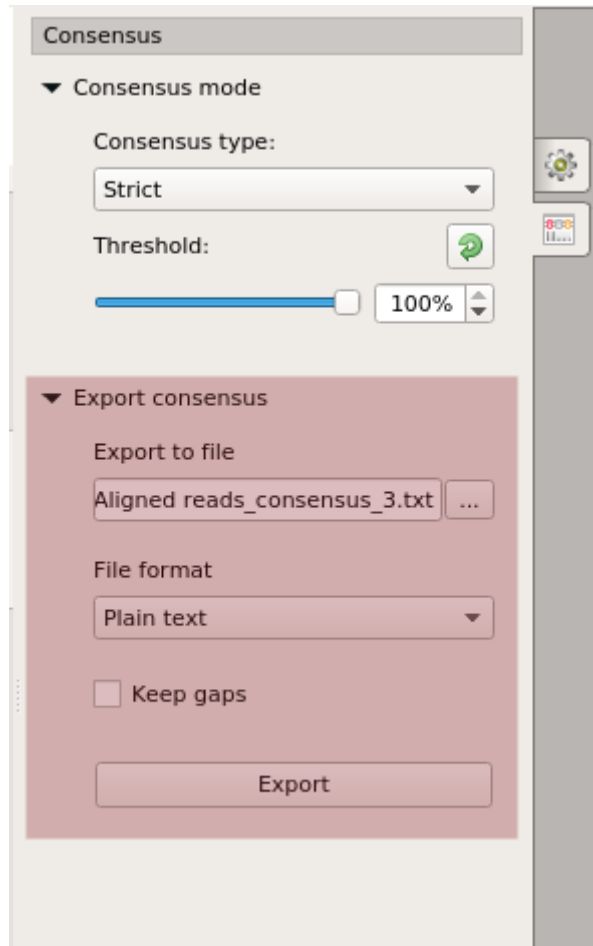 Consensus
Consensus mode
Consensus type:
Strict
Threshold:
100%
Export consensus
Export to file
Aligned reads_consensus_3.txt ...
File format
Plain text
Keep gaps
Export